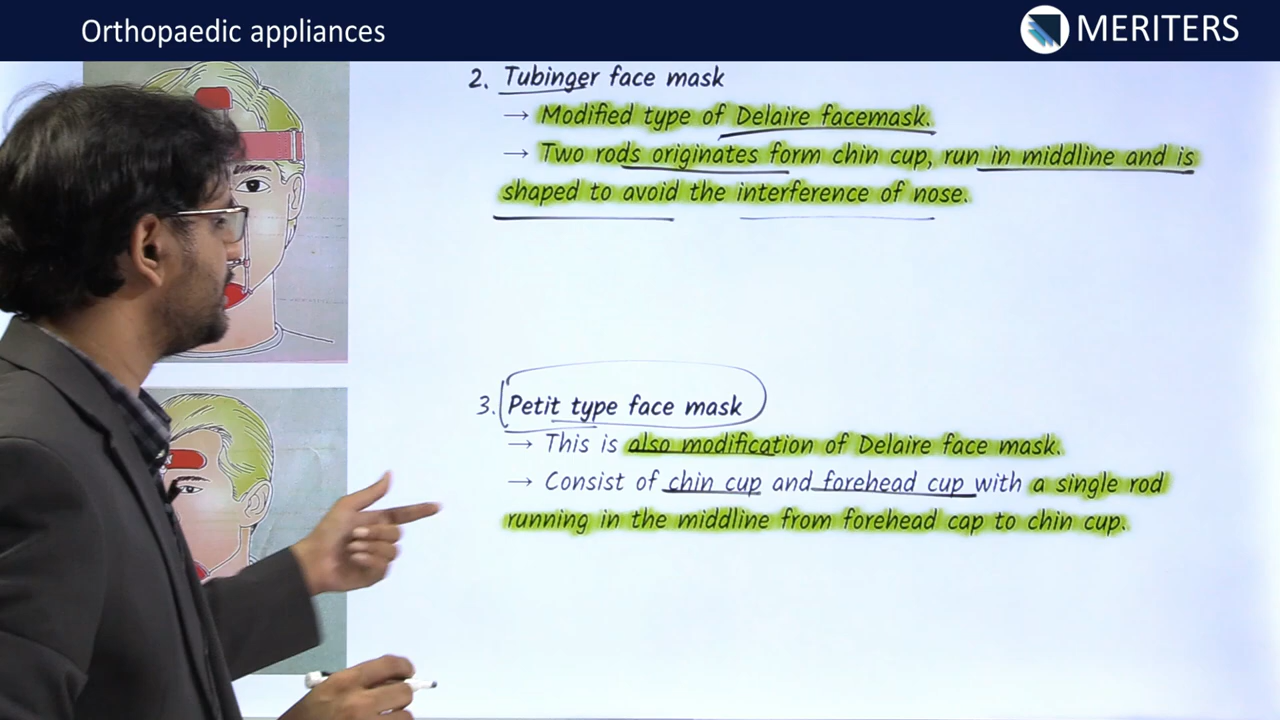 Orthopaedic appliances
MERITERS
2. Tubinger face mask
→ Modified type of Delaire facemask.
→ Two rods originates form chin cup, run in middline and is
shaped to avoid the interference of nose.
3. Petit type face mask
→ This is also modification of Delaire face mask.
→ Consist of chin cup and forehead cup with a single rod
running in the middline from forehead cap to chin cup.